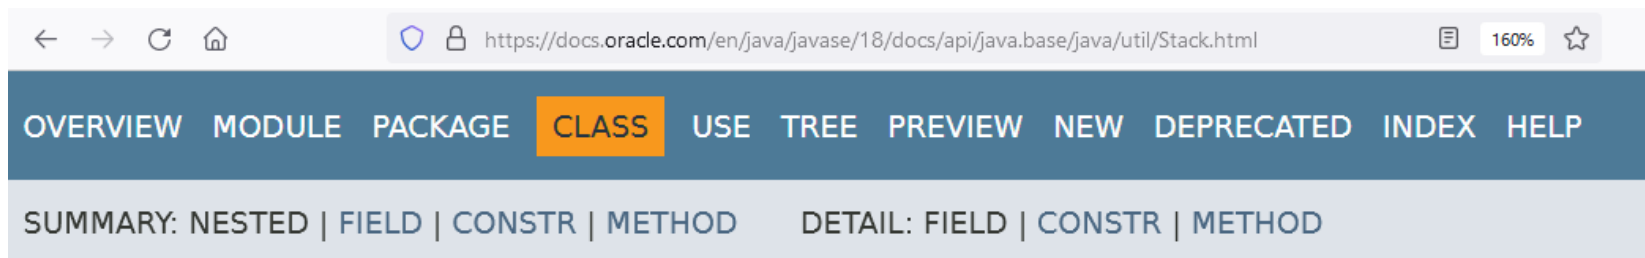 https://docs.oracle.com/en/java/javase/18/docs/api/java.base/java/util/Stack.html 160%
OVERVIEW MODULE PACKAGE CLASS USE TREE PREVIEW NEW DEPRECATED INDEX HELP
SUMMARY: NESTED | FIELD | CONSTR | METHOD DETAIL: FIELD | CONSTR | METHOD